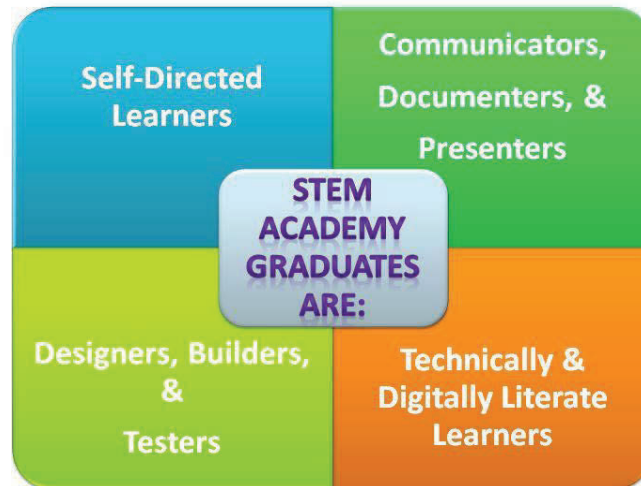 Self-Directed
Learners
Communicators,
Documenters, &
Presenters
STEM
ACADEMY
GRADUATES
ARE:
Designers, Builders,
&
Testers
Technically &
Digitally Literate
Learners